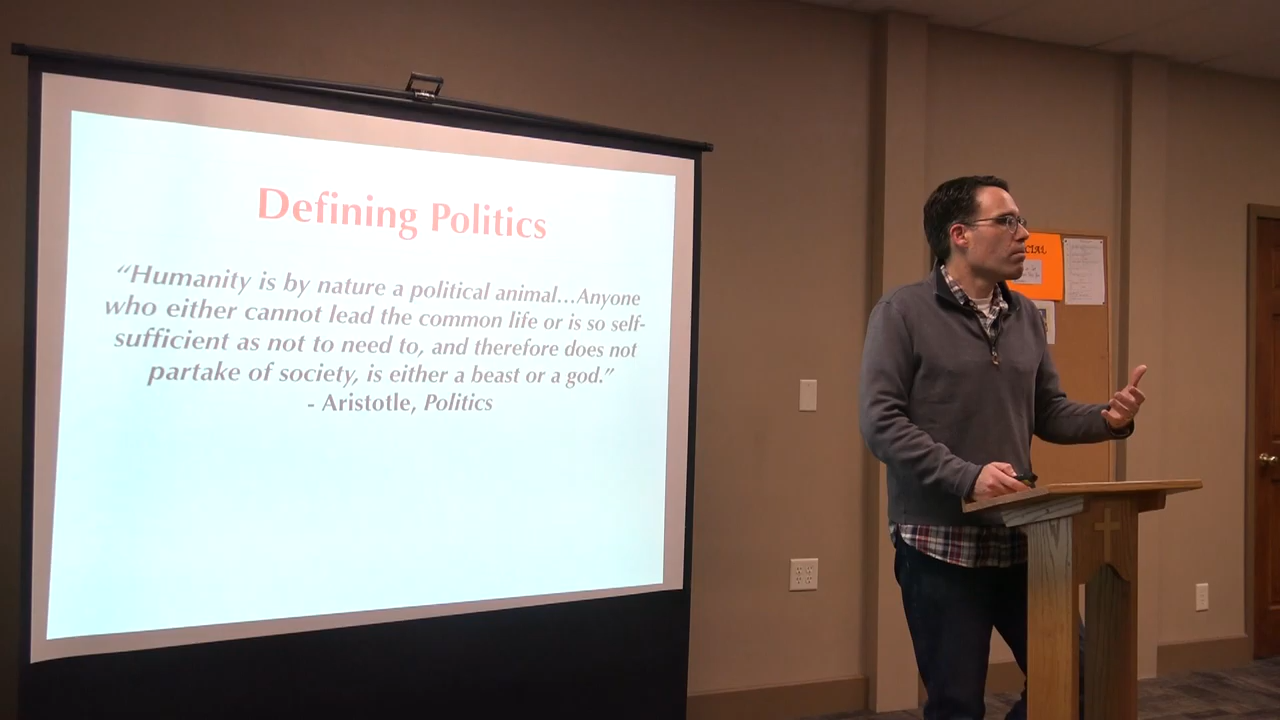 Defining Politics
“Humanity is by nature a political animal...Anyone
who either cannot lead the common life or is so self-
sufficient as not to need to, and therefore does not
partake of society, is either a beast or a god.”
- Aristotle, Politics
CIAL